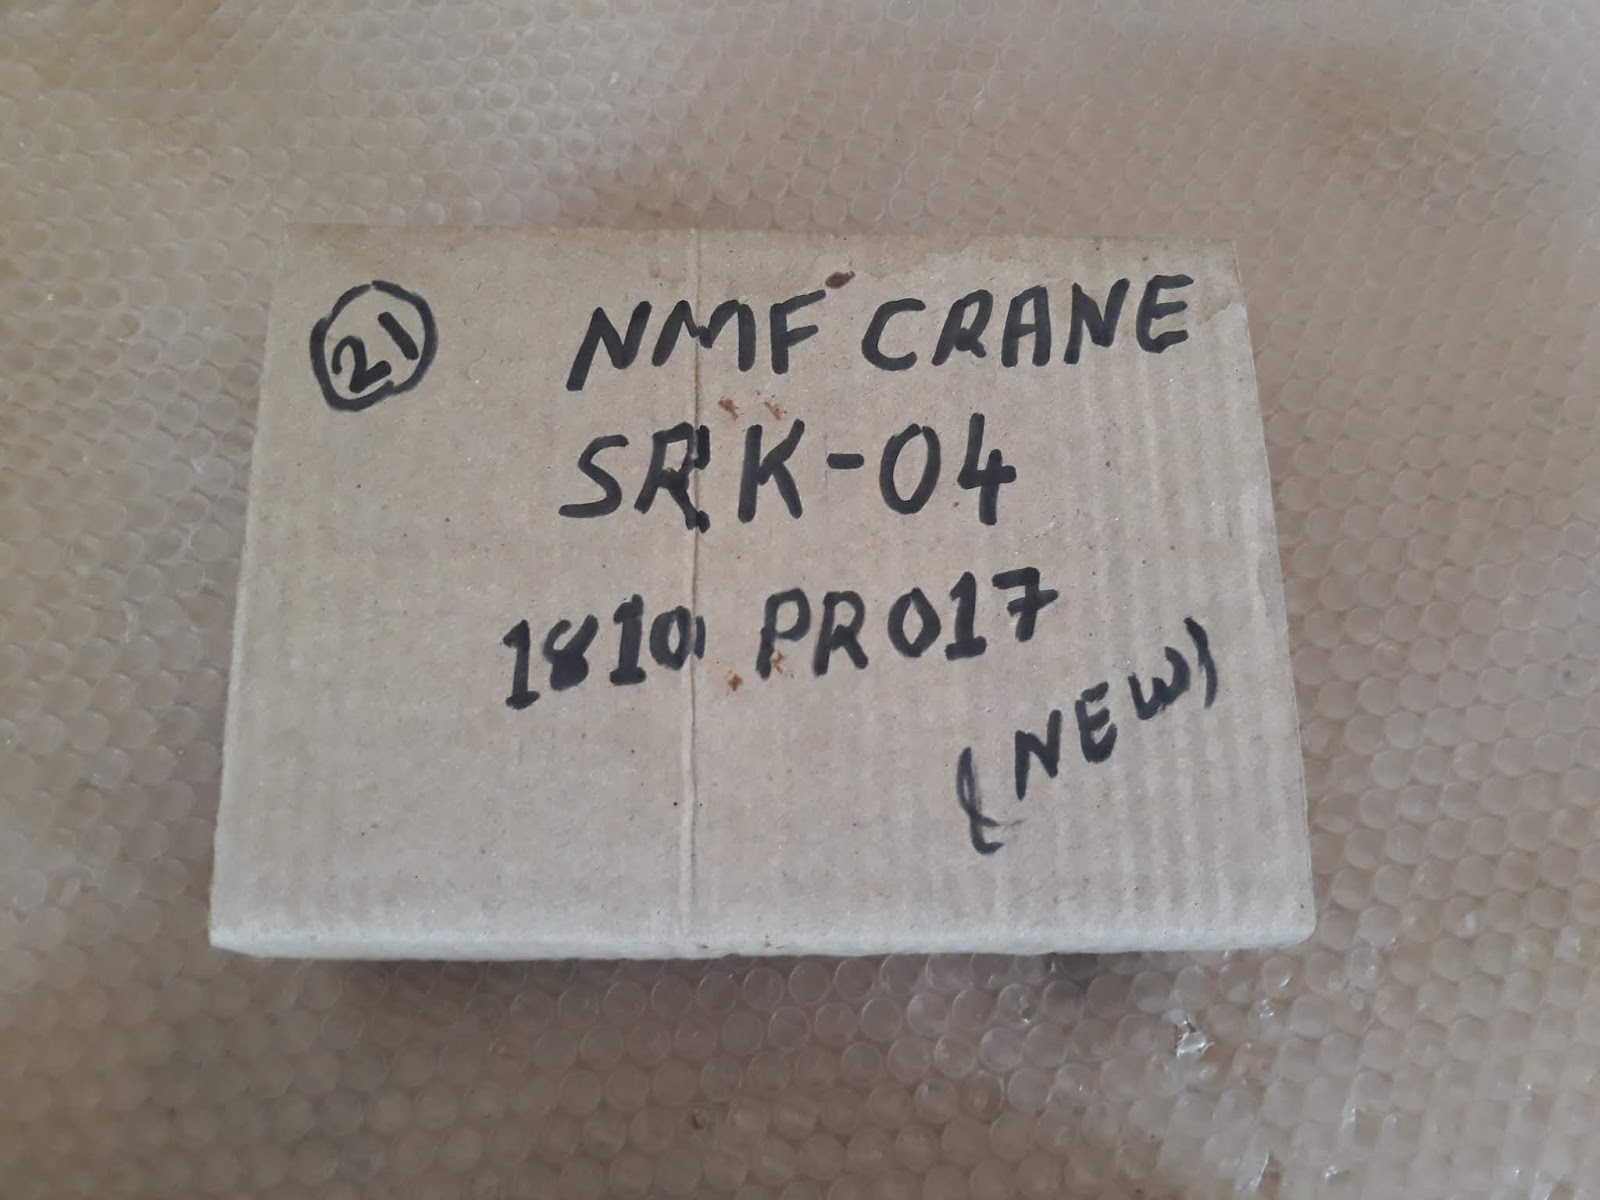 21
NMF CRANE
SRK-04
1810 PR017
(NEW)